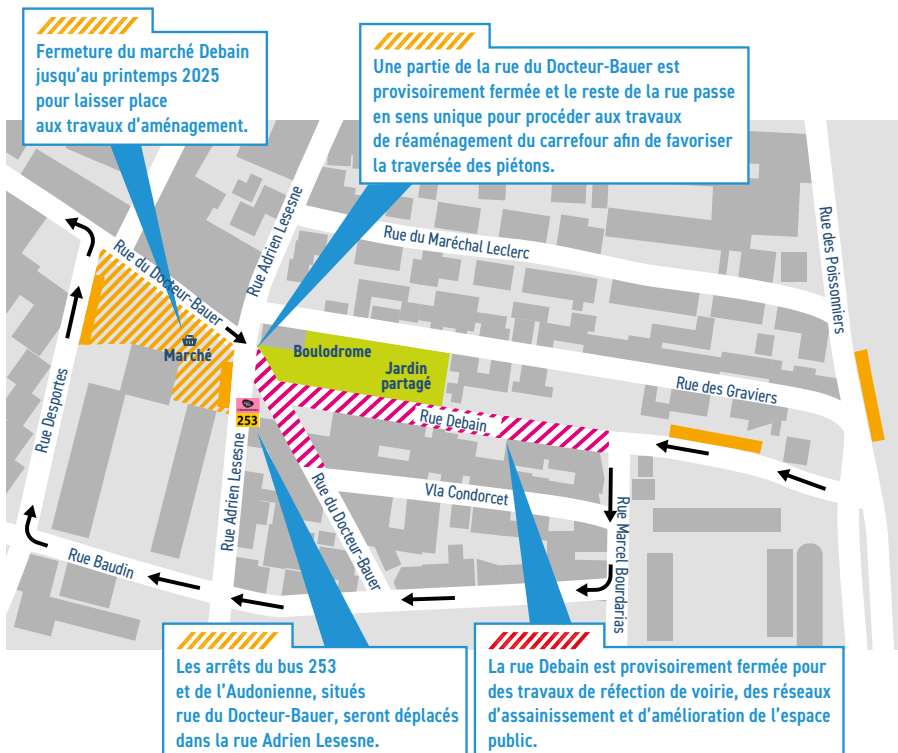 Fermeture du marché Debain
jusqu'au printemps 2025
pour laisser place
aux travaux d'aménagement.
Une partie de la rue du Docteur-Bauer est
provisoirement fermée et le reste de la rue passe
en sens unique pour procéder aux travaux
de réaménagement du carrefour afin de favoriser
la traversée des piétons.
Rue Adrien Lesesne
Rue du Maréchal Leclerc
Rue des Poissonniers
Rue du Docteur-Bauer
Marché
Boulodrome
Jardin
partagé
Rue des Graviers
Rue Desportes
253
Rue Debain
Rue Adrien Lesesne
Rue du Docteur-Bauer
Vla Condorcet
Rue Marcel Bourdarias
Rue Baudin
Les arrêts du bus 253
et de l'Audonienne, situés
rue du Docteur-Bauer, seront déplacés
dans la rue Adrien Lesesne.
La rue Debain est provisoirement fermée pour
des travaux de réfection de voirie, des réseaux
d'assainissement et d'amélioration de l'espace
public.